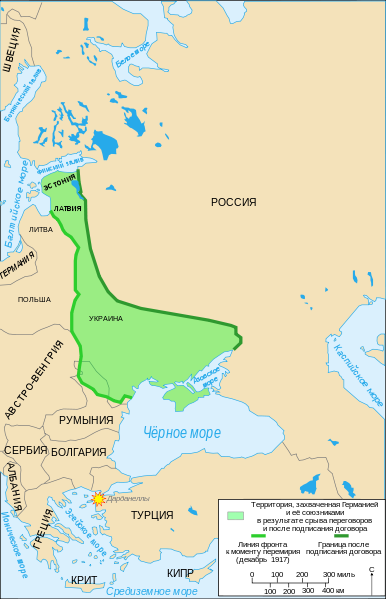 ШВЕЦИЯ
Белое море
Ботнический залив
ФИНСКИЙ ЗАЛИВ
ЭСТОНИЯ
Балтийское море
ЛАТВИЯ
РОССИЯ
ЛИТВА
ГЕРМАНИЯ
ПОЛЬША
УКРАИНА
АВСТРО-ВЕНГРИЯ
Азовское
море
Каспийское море
РУМЫНИЯ
Чёрное море
СЕРБИЯ
БОЛГАРИЯ
АЛБАНИЯ
Дарданеллы
ГРЕЦИЯ
Эгейское море
ТУРЦИЯ
Ионическое море
КРИТ
КИПР
Средиземное море
Территория, захваченная Германией
и её союзниками
в результате срыва переговоров
и после подписания договора
Линия фронта
к моменту перемирия
(декабрь 1917)
Граница после
подписания договора
0 100 200 300 миль
100 200 300 400 км
С